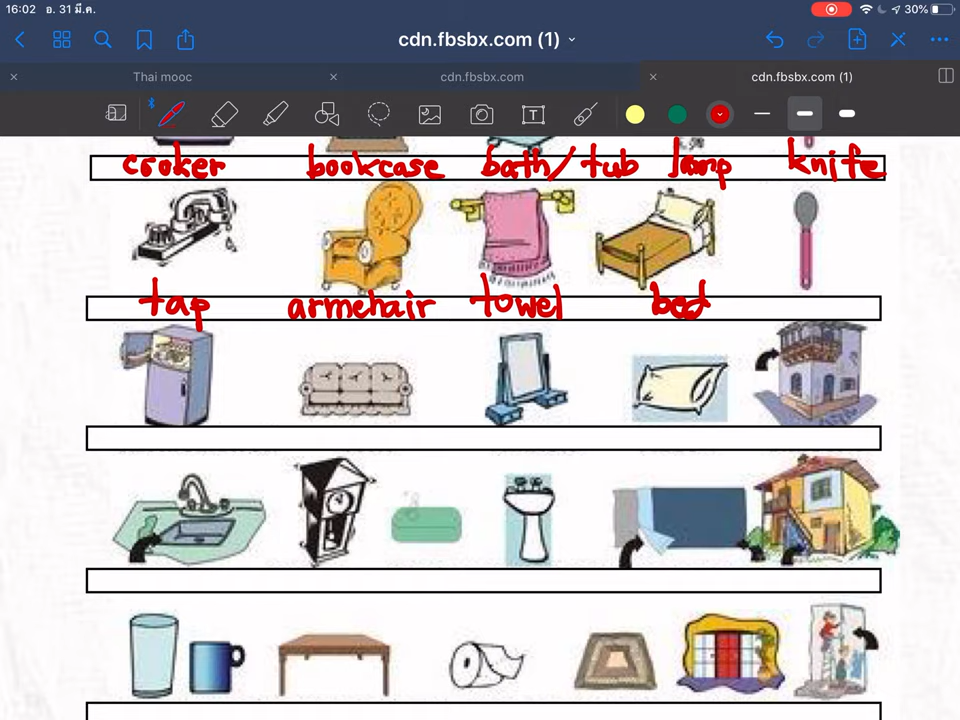 16:02 อ. 31 มี.ค. 30%
cdn.fbsbx.com (1)
Thai mooc cdn.fbsbx.com cdn.fbsbx.com (1)
T
croker bookcase bath/tub lamp knife
tap armehair towel bed